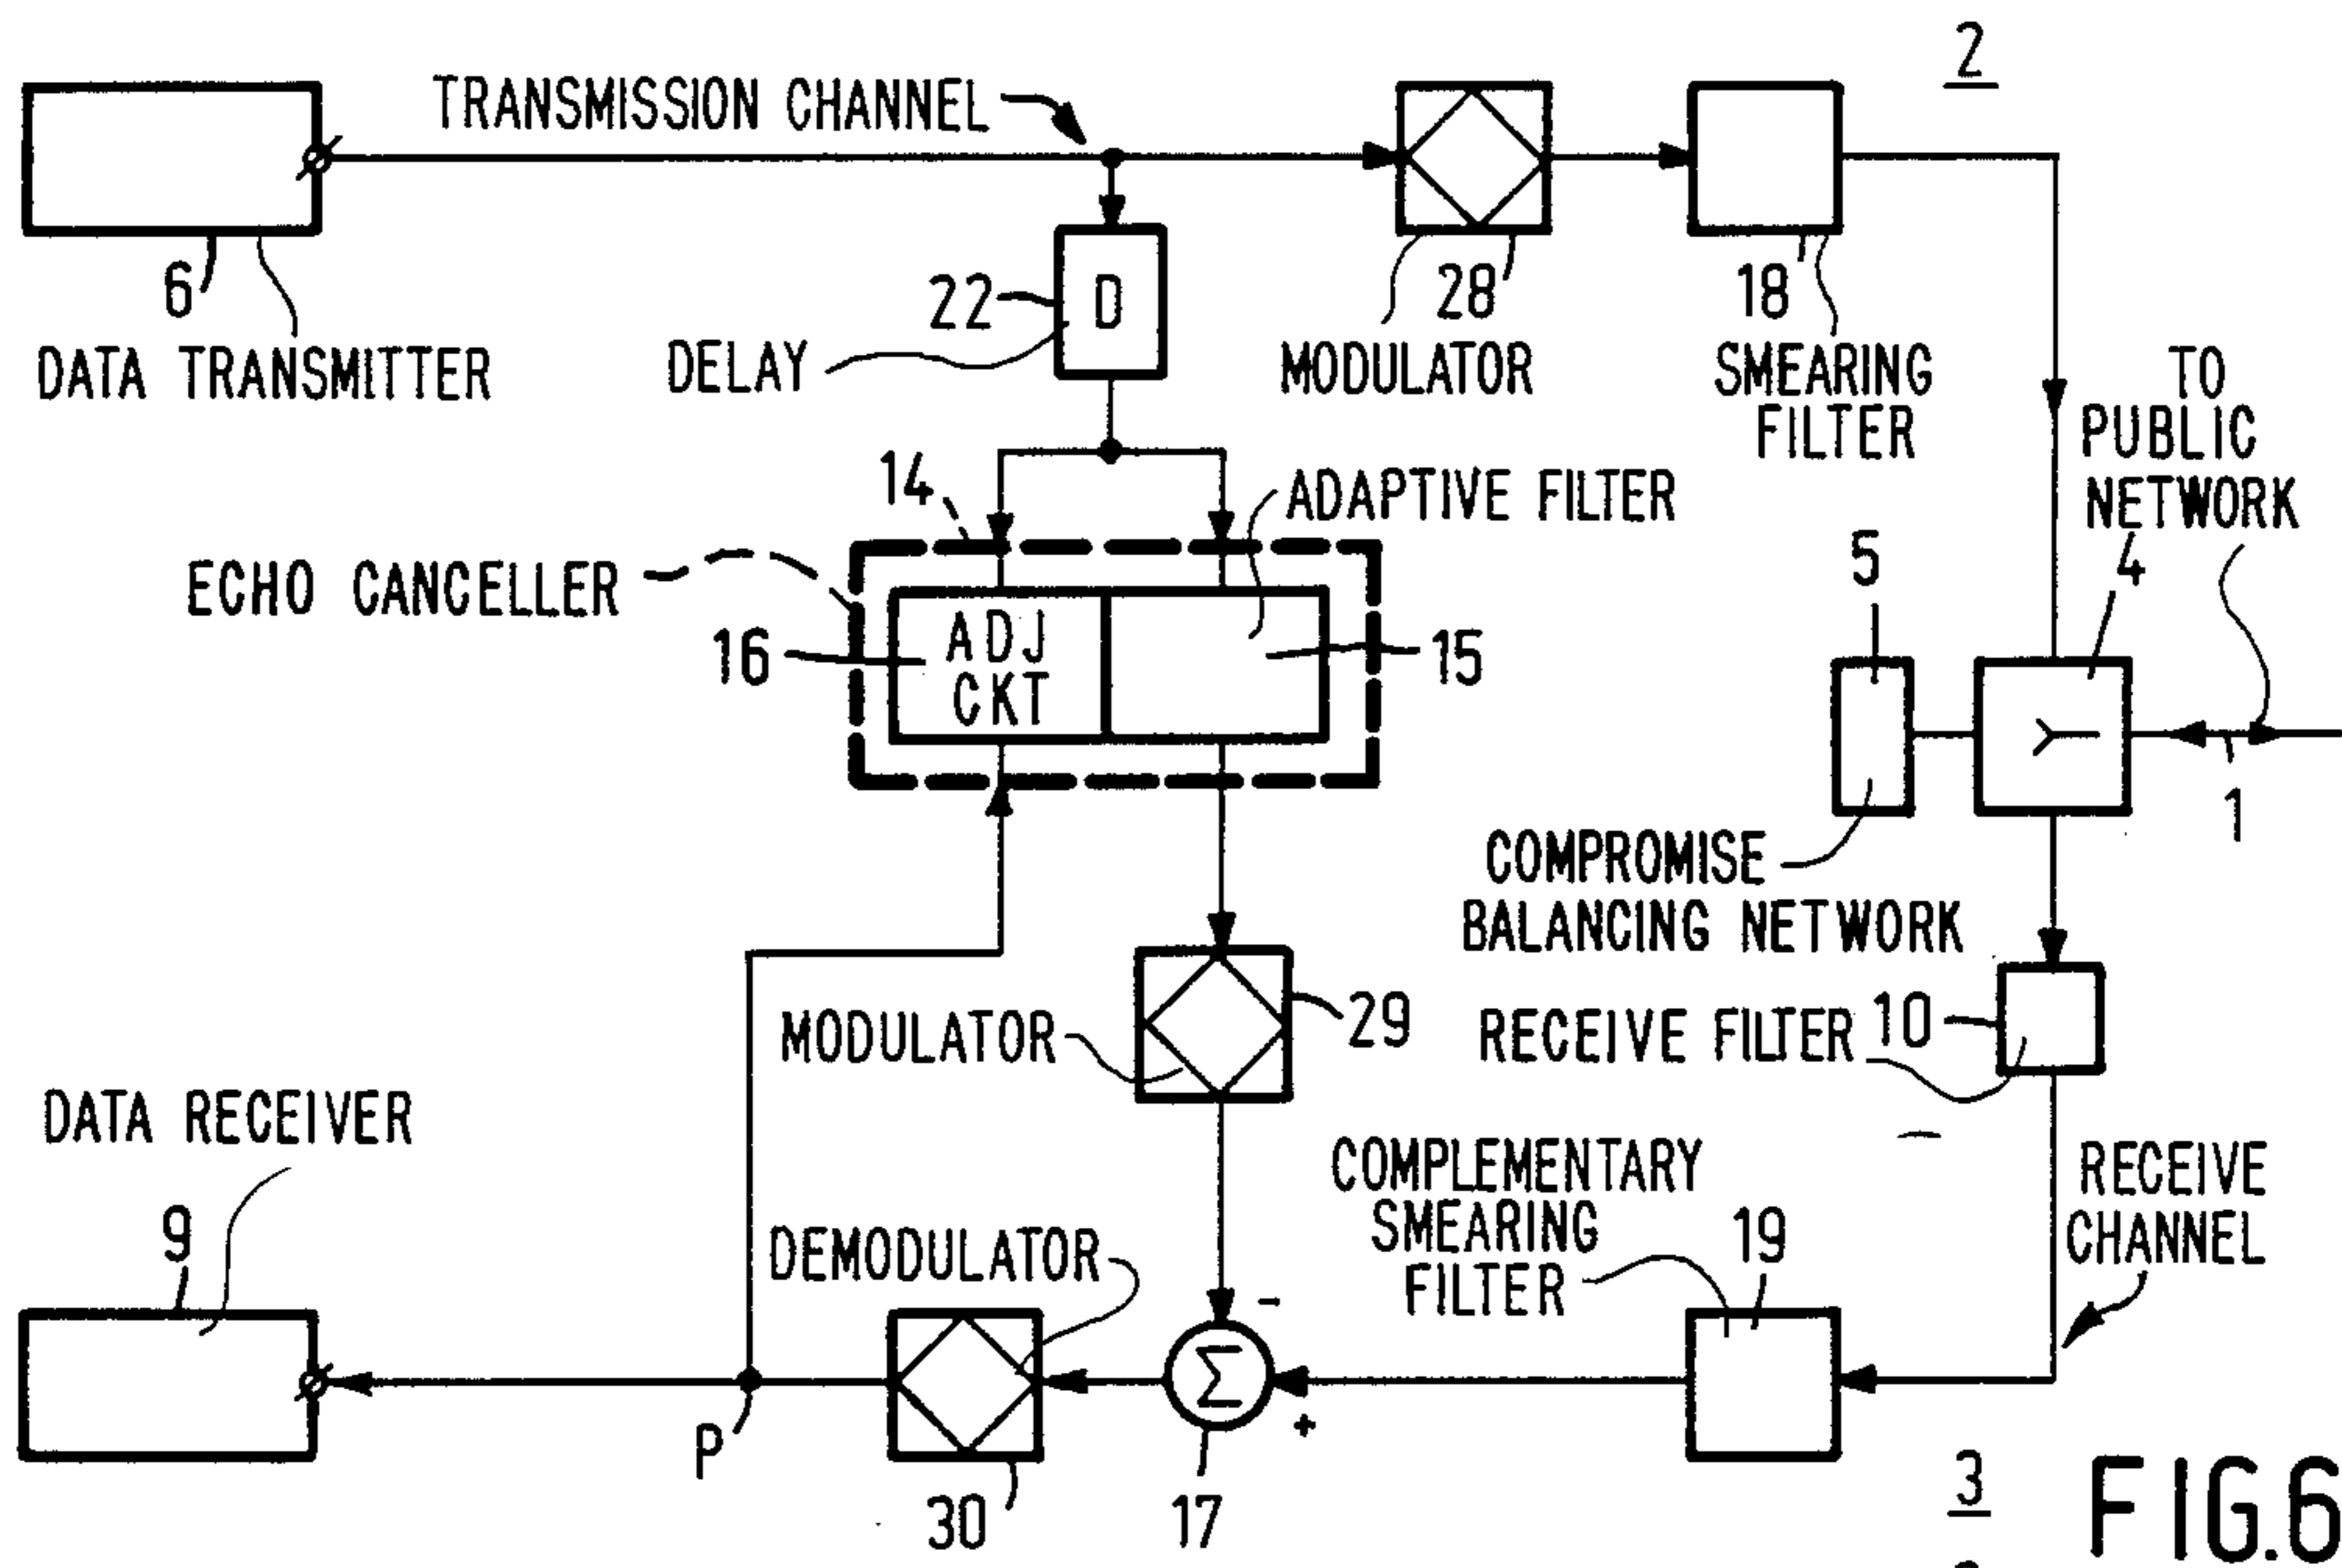 2
TRANSMISSION CHANNEL
6
22
D
28
18
DATA TRANSMITTER
DELAY
MODULATOR
SMEARING
FILTER
TO
PUBLIC
NETWORK
14
ADAPTIVE FILTER
ECHO CANCELLER
5
4
16
ADJ
CKT
15
1
COMPROMISE
BALANCING NETWORK
MODULATOR
29
RECEIVE FILTER
10
DATA RECEIVER
COMPLEMENTARY
SMEARING
FILTER
RECEIVE
CHANNEL
9
DEMODULATOR
19
-
Σ
+
P
30
17
3
FIG.6